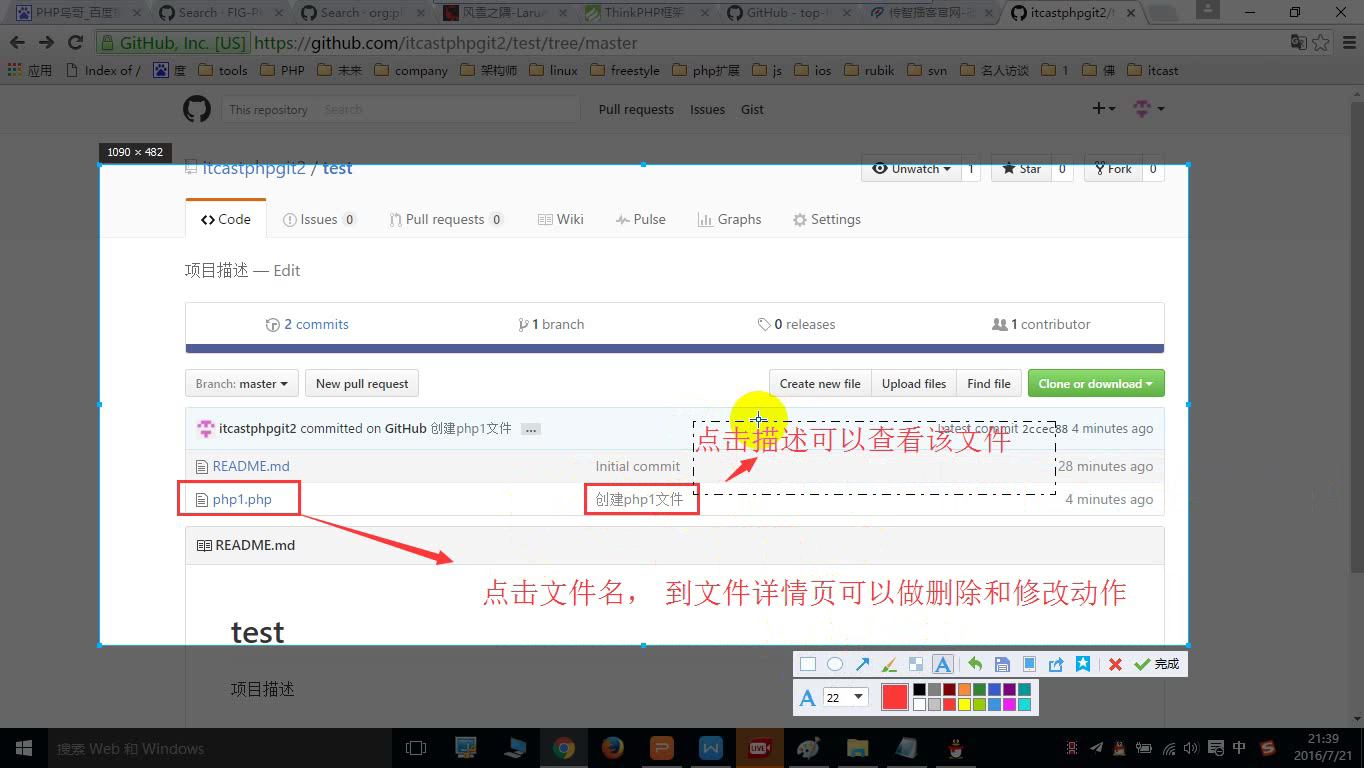 PHP鸟哥_百度
Search · FIG-P
Search · org:p
风雪之隅-Larue
ThinkPHP框架
GitHub - top-t
传智播客官网-
itcastphpgit2/t
GitHub, Inc. [US] https://github.com/itcastphpgit2/test/tree/master
应用 Index of / 度 tools PHP 未来 company 架构师 linux freestyle php扩展 js ios rubik svn 名人访谈 1 佛 itcast
This repository Search Pull requests Issues Gist
1090 × 482
itcastphpgit2 / test Unwatch 1 Star 0 Fork 0
Code Issues 0 Pull requests 0 Wiki Pulse Graphs Settings
项目描述 — Edit
2 commits 1 branch 0 releases 1 contributor
Branch: master New pull request Create new file Upload files Find file Clone or download
itcastphpgit2 committed on GitHub 创建php1文件 … Latest commit 2ccec88 4 minutes ago
点击描述可以查看该文件
README.md Initial commit 28 minutes ago
php1.php 创建php1文件 4 minutes ago
README.md
点击文件名， 到文件详情页可以做删除和修改动作
test
完成
项目描述
A 22
搜索 Web 和 Windows
LIVE
中
21:39
2016/7/21